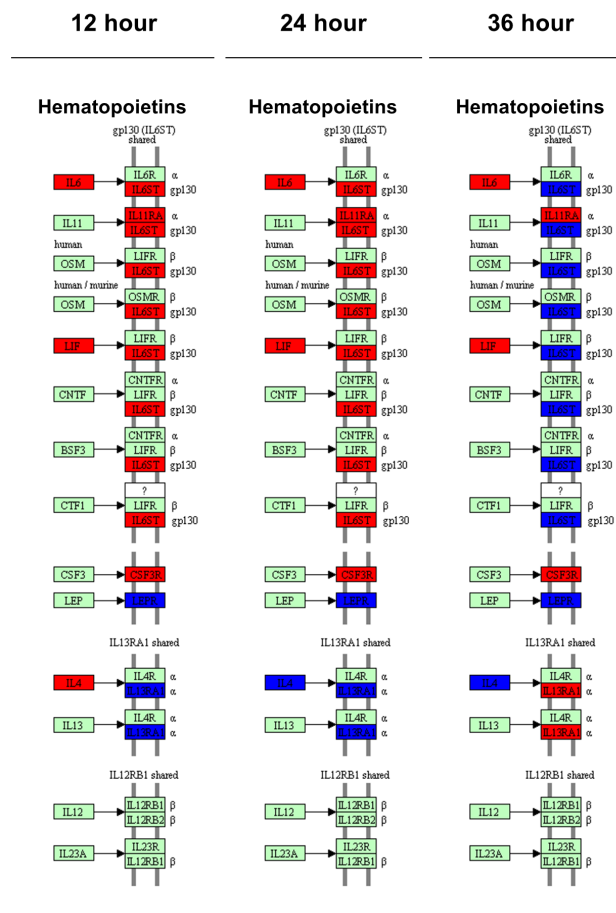 12 hour 24 hour 36 hour
Hematopoietins Hematopoietins Hematopoietins
gp130 (IL6ST) gp130 (IL6ST) gp130 (IL6ST)
shared shared shared
IL6 IL6R α IL6 IL6R α IL6 IL6R α
IL6ST gp130 IL6ST gp130 IL6ST gp130
IL11 IL11RA α IL11 IL11RA α IL11 IL11RA α
IL6ST gp130 IL6ST gp130 IL6ST gp130
human human human
OSM LIFR β OSM LIFR β OSM LIFR β
IL6ST gp130 IL6ST gp130 IL6ST gp130
human / murine human / murine human / murine
OSM OSMR β OSM OSMR β OSM OSMR β
IL6ST gp130 IL6ST gp130 IL6ST gp130
LIF LIFR β LIF LIFR β LIF LIFR β
IL6ST gp130 IL6ST gp130 IL6ST gp130
CNTFR α CNTFR α CNTFR α
CNTF LIFR β CNTF LIFR β CNTF LIFR β
IL6ST gp130 IL6ST gp130 IL6ST gp130
CNTFR α CNTFR α CNTFR α
BSF3 LIFR β BSF3 LIFR β BSF3 LIFR β
IL6ST gp130 IL6ST gp130 IL6ST gp130
? ? ?
CTF1 LIFR β CTF1 LIFR β CTF1 LIFR β
IL6ST gp130 IL6ST gp130 IL6ST gp130
CSF3 CSF3R CSF3 CSF3R CSF3 CSF3R
LEP LEPR LEP LEPR LEP LEPR
IL13RA1 shared IL13RA1 shared IL13RA1 shared
IL4 IL4R α IL4 IL4R α IL4 IL4R α
IL13RA1 α IL13RA1 α IL13RA1 α
IL13 IL4R α IL13 IL4R α IL13 IL4R α
IL13RA1 α IL13RA1 α IL13RA1 α
IL12RB1 shared IL12RB1 shared IL12RB1 shared
IL12 IL12RB1 β IL12 IL12RB1 β IL12 IL12RB1 β
IL12RB2 β IL12RB2 β IL12RB2 β
IL23A IL23R IL23A IL23R IL23A IL23R
IL12RB1 β IL12RB1 β IL12RB1 β